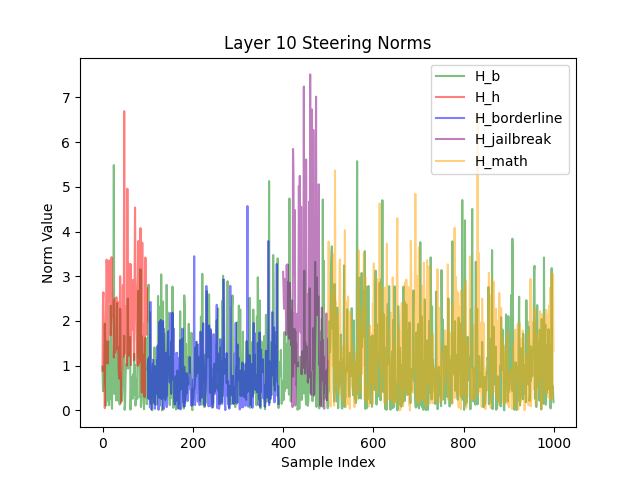 Layer 10 Steering Norms
Norm Value
7
6
5
4
3
2
1
0
H_b
H_h
H_borderline
H_jailbreak
H_math
0
200
400
600
800
1000
Sample Index